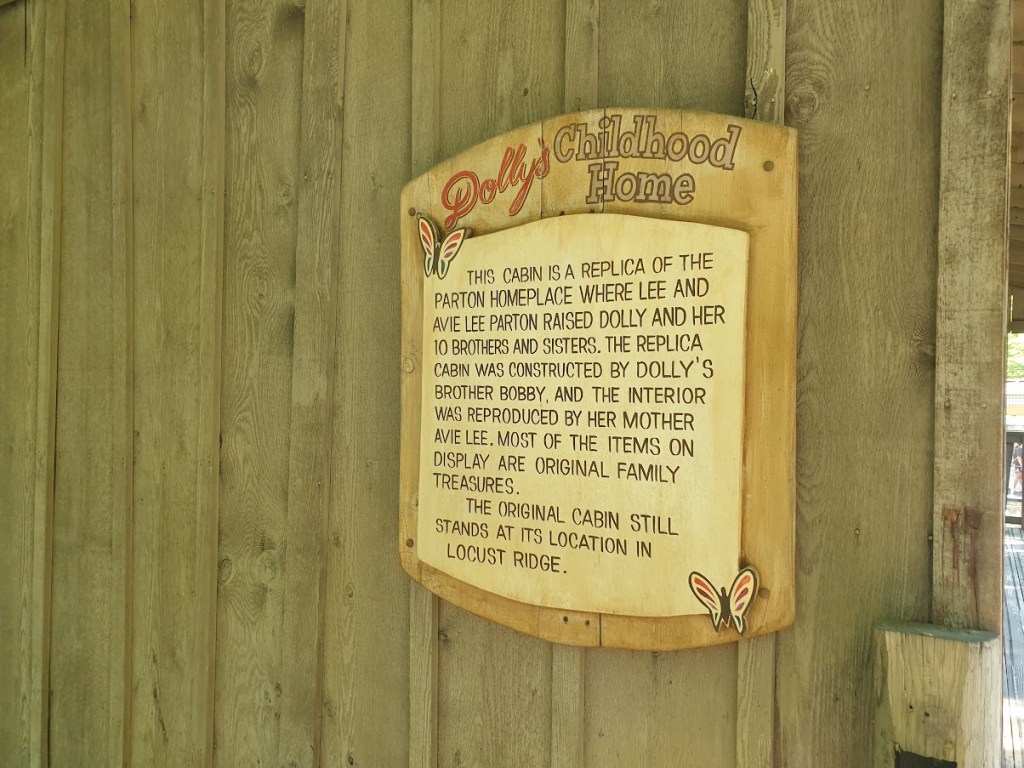 Dolly's Childhood
Home
THIS CABIN IS A REPLICA OF THE
PARTON HOMEPLACE WHERE LEE AND
AVIE LEE PARTON RAISED DOLLY AND HER
10 BROTHERS AND SISTERS. THE REPLICA
CABIN WAS CONSTRUCTED BY DOLLY'S
BROTHER BOBBY, AND THE INTERIOR
WAS REPRODUCED BY HER MOTHER
AVIE LEE. MOST OF THE ITEMS ON
DISPLAY ARE ORIGINAL FAMILY
TREASURES.
THE ORIGINAL CABIN STILL
STANDS AT ITS LOCATION IN
LOCUST RIDGE.